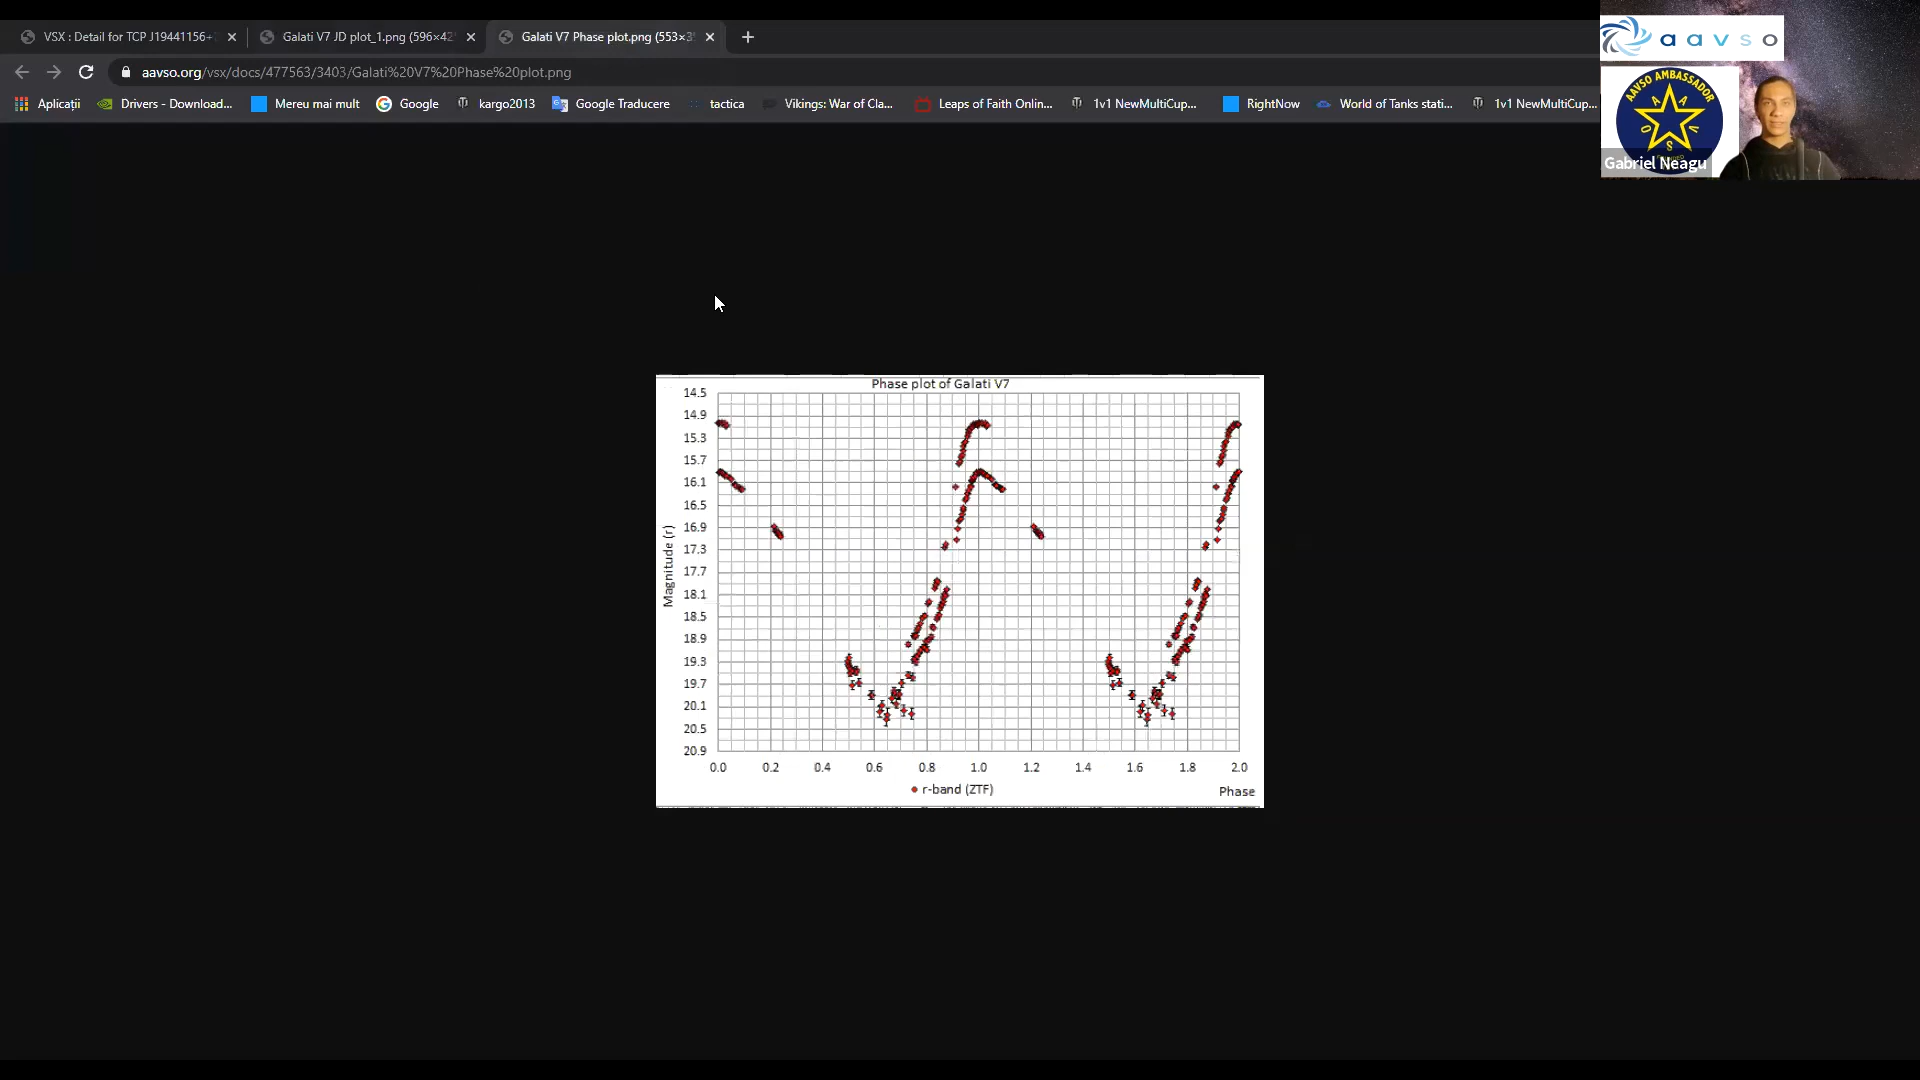 VSX : Detail for TCP J19441156+
Galati V7 JD plot_1.png (596×42
Galati V7 Phase plot.png (553×3
aavso.org/vsx/docs/477563/3403/Galati%20V7%20Phase%20plot.png
Aplicații
Drivers - Download...
Mereu mai mult
Google
kargo2013
Google Traducere
tactica
Vikings: War of Cla...
Leaps of Faith Onlin...
1v1 NewMultiCup...
RightNow
World of Tanks stati...
1v1 NewMultiCup...
aavso
AAVSO AMBASSADOR
A A V S O
Gabriel Neagu
Phase plot of Galati V7
Magnitude (r)
14.5
14.9
15.3
15.7
16.1
16.5
16.9
17.3
17.7
18.1
18.5
18.9
19.3
19.7
20.1
20.5
20.9
0.0 0.2 0.4 0.6 0.8 1.0 1.2 1.4 1.6 1.8 2.0
r-band (ZTF)
Phase